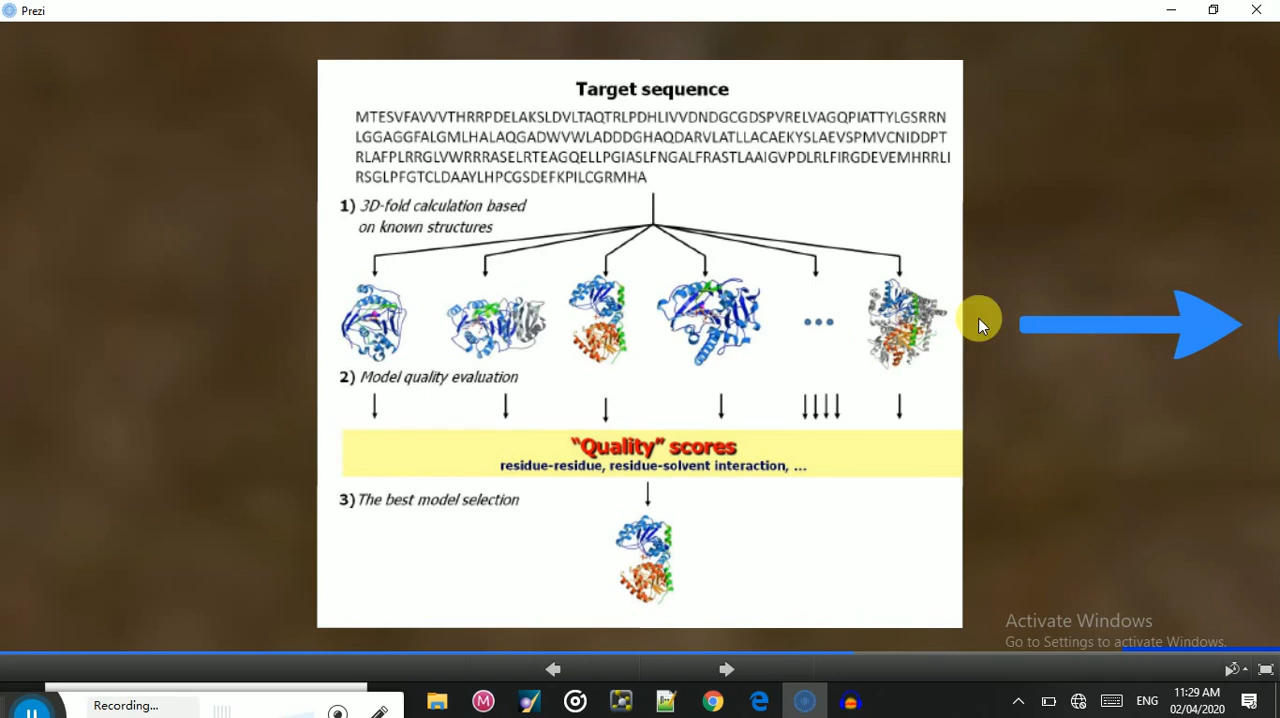 Prezi
Target sequence
MTESVFAVVVTHRRPDELAKSLDVLTAQTRLPDHLIVVDNDGCGDSPVRELVAGQPIATTYLGSRRN
LGGAGGFALGMLHALAQGADWVWLADDDGHAQDARVLATLLACAEKYSLAEVSPMVCNIDDPT
RLAFPLRRGLVWRRRASELRTEAGQELLPGIASLFNGALFRASTLAAIGVPDLRLFIRGDEVEMHRRLI
RSGLPFGTCLDAAYLHPCGSDEFKPILCGRMHA
1) 3D-fold calculation based
on known structures
2) Model quality evaluation
"Quality" scores
residue-residue, residue-solvent interaction, ...
3) The best model selection
Activate Windows
Go to Settings to activate Windows.
Recording...
ENG
11:29 AM
02/04/2020